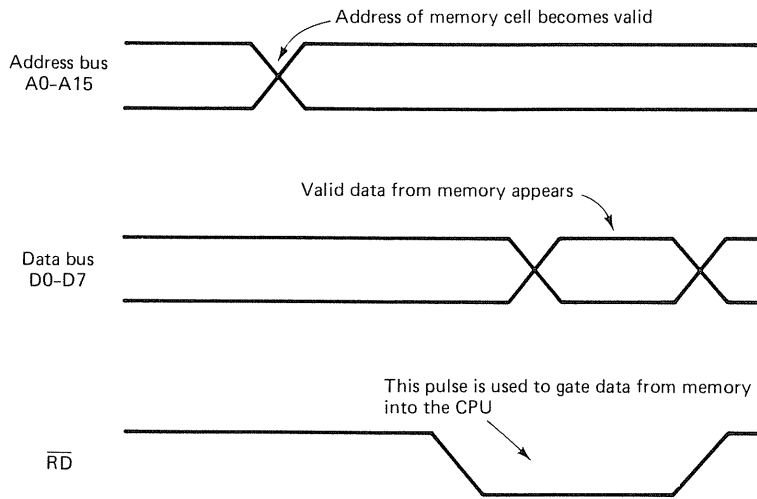 Address of memory cell becomes valid
Address bus
A0–A15
Valid data from memory appears
Data bus
D0–D7
This pulse is used to gate data from memory
into the CPU
R̅D̅